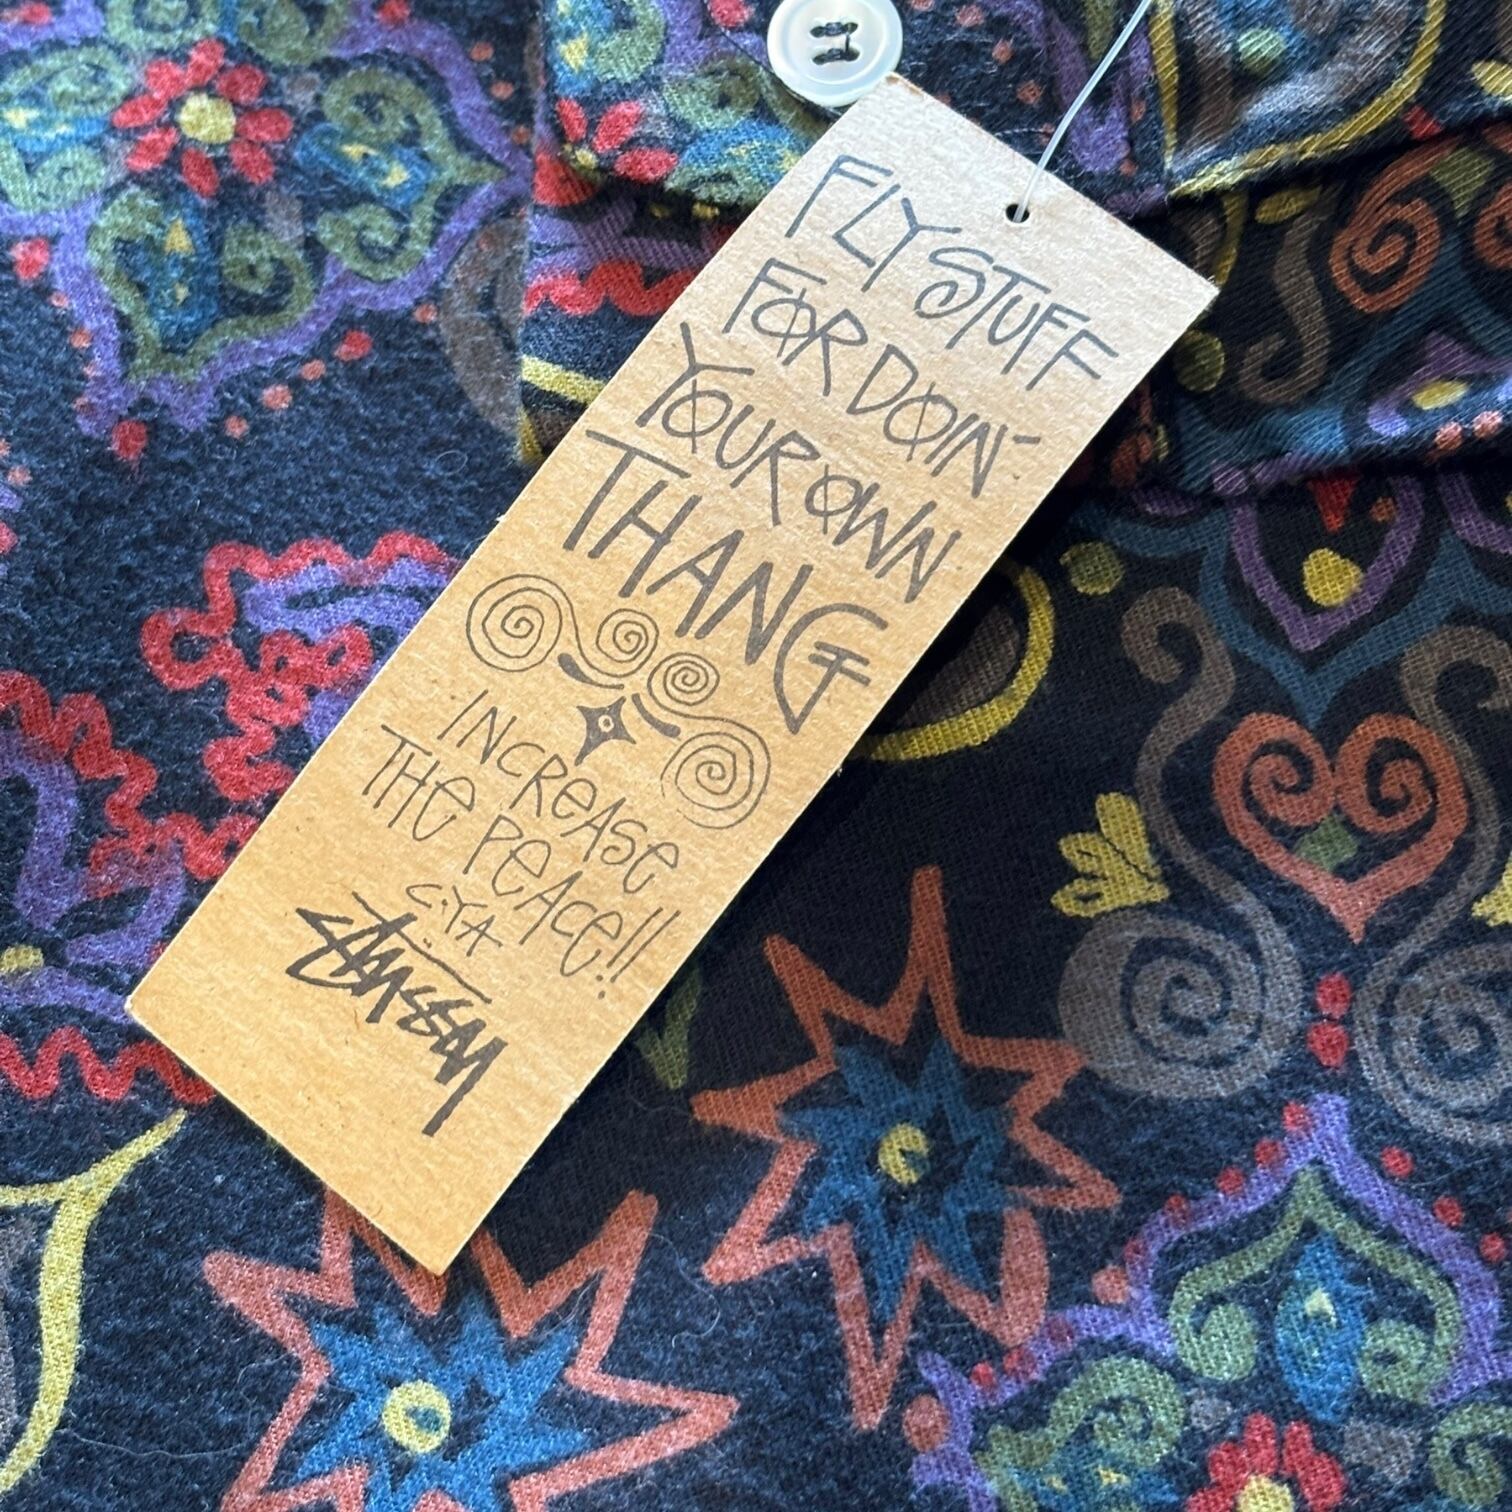 FLY STUFF
FOR DOIN'
YOUR OWN
THANG
INCREASE
THE PEACE!!
C-YA
STÜSSY